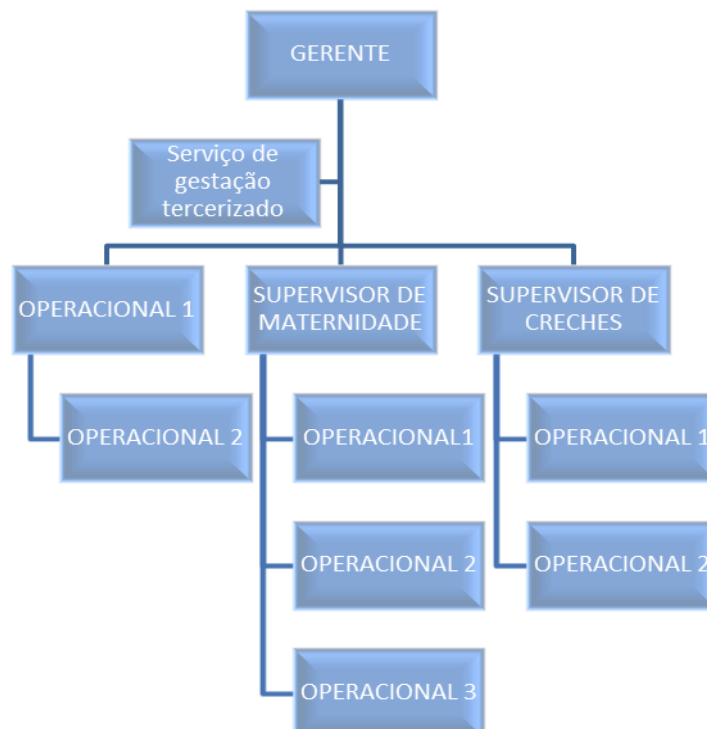 GERENTE
Serviço de
gestação
tercerizado
OPERACIONAL 1
SUPERVISOR DE
MATERNIDADE
SUPERVISOR DE
CRECHES
OPERACIONAL 2
OPERACIONAL1
OPERACIONAL 1
OPERACIONAL 2
OPERACIONAL 2
OPERACIONAL 3